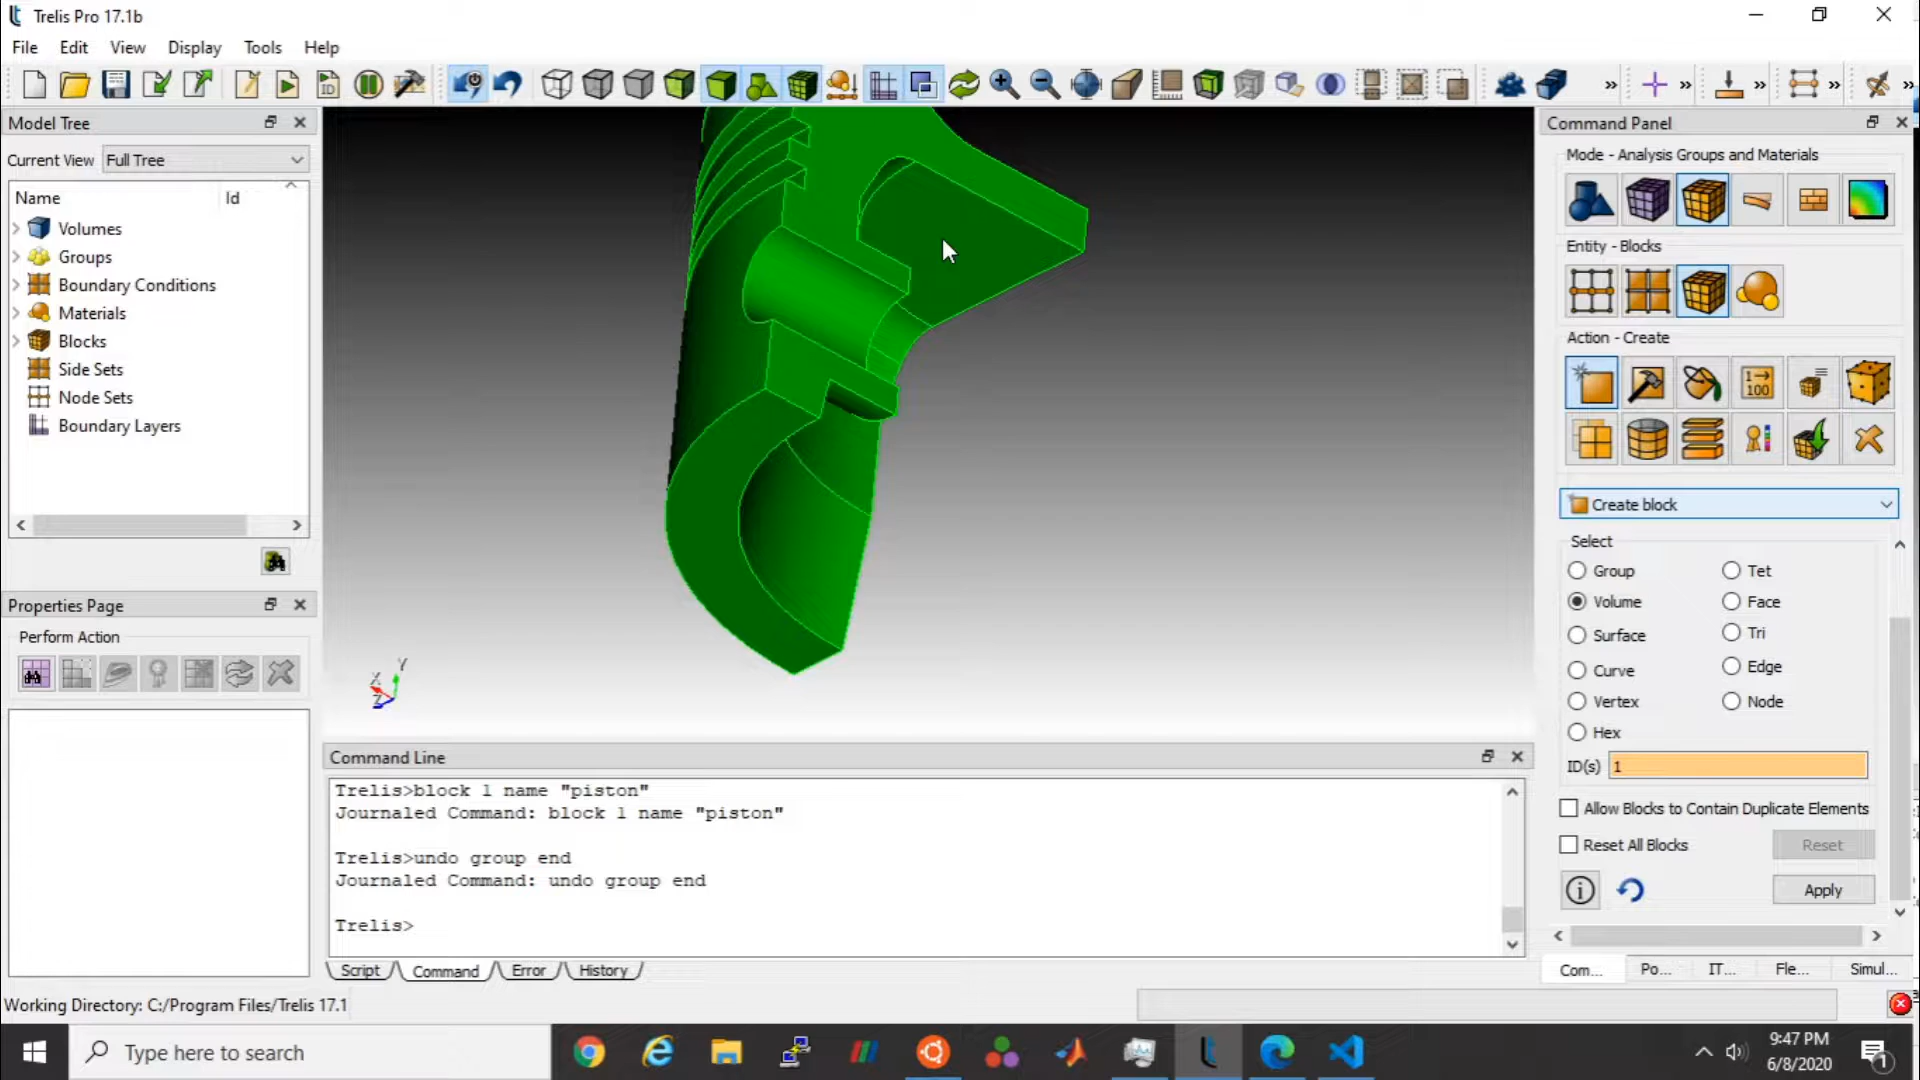 Trelis Pro 17.1b
File Edit View Display Tools Help
Model Tree
Current View Full Tree
Name Id
Volumes
Groups
Boundary Conditions
Materials
Blocks
Side Sets
Node Sets
Boundary Layers
Properties Page
Perform Action
X Y Z
Command Line
Trelis>block 1 name "piston"
Journaled Command: block 1 name "piston"
Trelis>undo group end
Journaled Command: undo group end
Trelis>
Script Command Error History
Command Panel
Mode - Analysis Groups and Materials
Entity - Blocks
Action - Create
1→100
Create block
Select
Group Tet
Volume Face
Surface Tri
Curve Edge
Vertex Node
Hex
ID(s) 1
Allow Blocks to Contain Duplicate Elements
Reset All Blocks Reset
Apply
Com... Po... IT... Fle... Simul...
Working Directory: C:/Program Files/Trelis 17.1
Type here to search
9:47 PM
6/8/2020
1